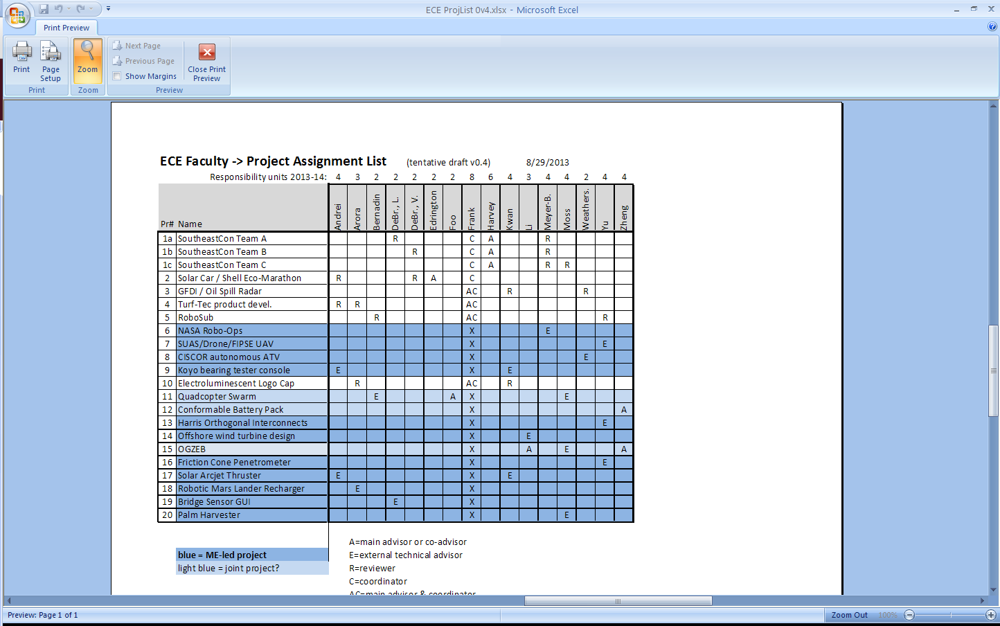 ECE ProjList 0v4.xlsx - Microsoft Excel
Print Preview
Print
Page Setup
Zoom
Next Page
Previous Page
Show Margins
Close Print Preview
Print
Zoom
Preview
ECE Faculty -> Project Assignment List (tentative draft v0.4) 8/29/2013
Responsibility units 2013-14: 4 3 2 2 2 2 2 8 6 4 3 4 4 2 4 4
Pr# Name Andrei Arora Bernadin DeBr., L. DeBr., V. Edrington Foo Frank Harvey Kwan Li Meyer-B. Moss Weathers. Yu Zheng
1a SoutheastCon Team A R C A R
1b SoutheastCon Team B R C A R
1c SoutheastCon Team C C A R R
2 Solar Car / Shell Eco-Marathon R R A C
3 GFDI / Oil Spill Radar AC R R
4 Turf-Tec product devel. R R AC
5 RoboSub R AC R
6 NASA Robo-Ops X E
7 SUAS/Drone/FIPSE UAV X E
8 CISCOR autonomous ATV X E
9 Koyo bearing tester console E X E
10 Electroluminescent Logo Cap R AC R
11 Quadcopter Swarm E A X E
12 Conformable Battery Pack X A
13 Harris Orthogonal Interconnects X E
14 Offshore wind turbine design X E
15 OGZEB X A E A
16 Friction Cone Penetrometer X E
17 Solar Arcjet Thruster E X E
18 Robotic Mars Lander Recharger E X
19 Bridge Sensor GUI E X
20 Palm Harvester X E
A=main advisor or co-advisor
blue = ME-led project E=external technical advisor
light blue = joint project? R=reviewer
C=coordinator
AC=main advisor & coordinator
Preview: Page 1 of 1
Zoom Out 100%